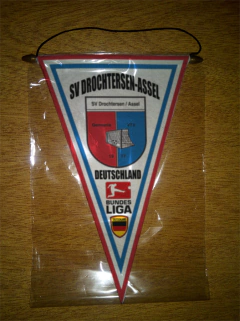 SV DROCHTERSEN-ASSEL
SV Drochtersen / Assel
DEUTSCHLAND
BUNDES
LIGA